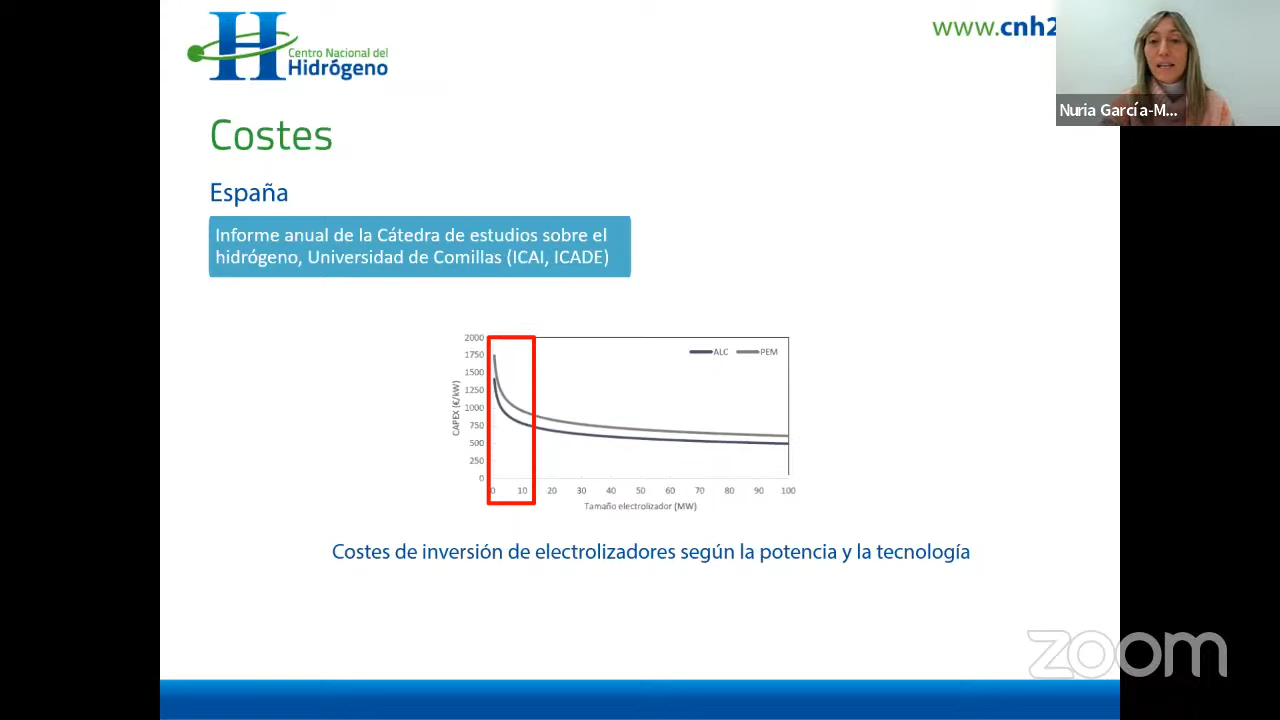 Centro Nacional del
Hidrógeno
www.cnh2
Nuria García-M...
Costes
España
Informe anual de la Cátedra de estudios sobre el
hidrógeno, Universidad de Comillas (ICAI, ICADE)
CAPEX (€/kW)
2000
1750
1500
1250
1000
750
500
250
0
ALC
PEM
0 10 20 30 40 50 60 70 80 90 100
Tamaño electrolizador (MW)
Costes de inversión de electrolizadores según la potencia y la tecnología
zoom